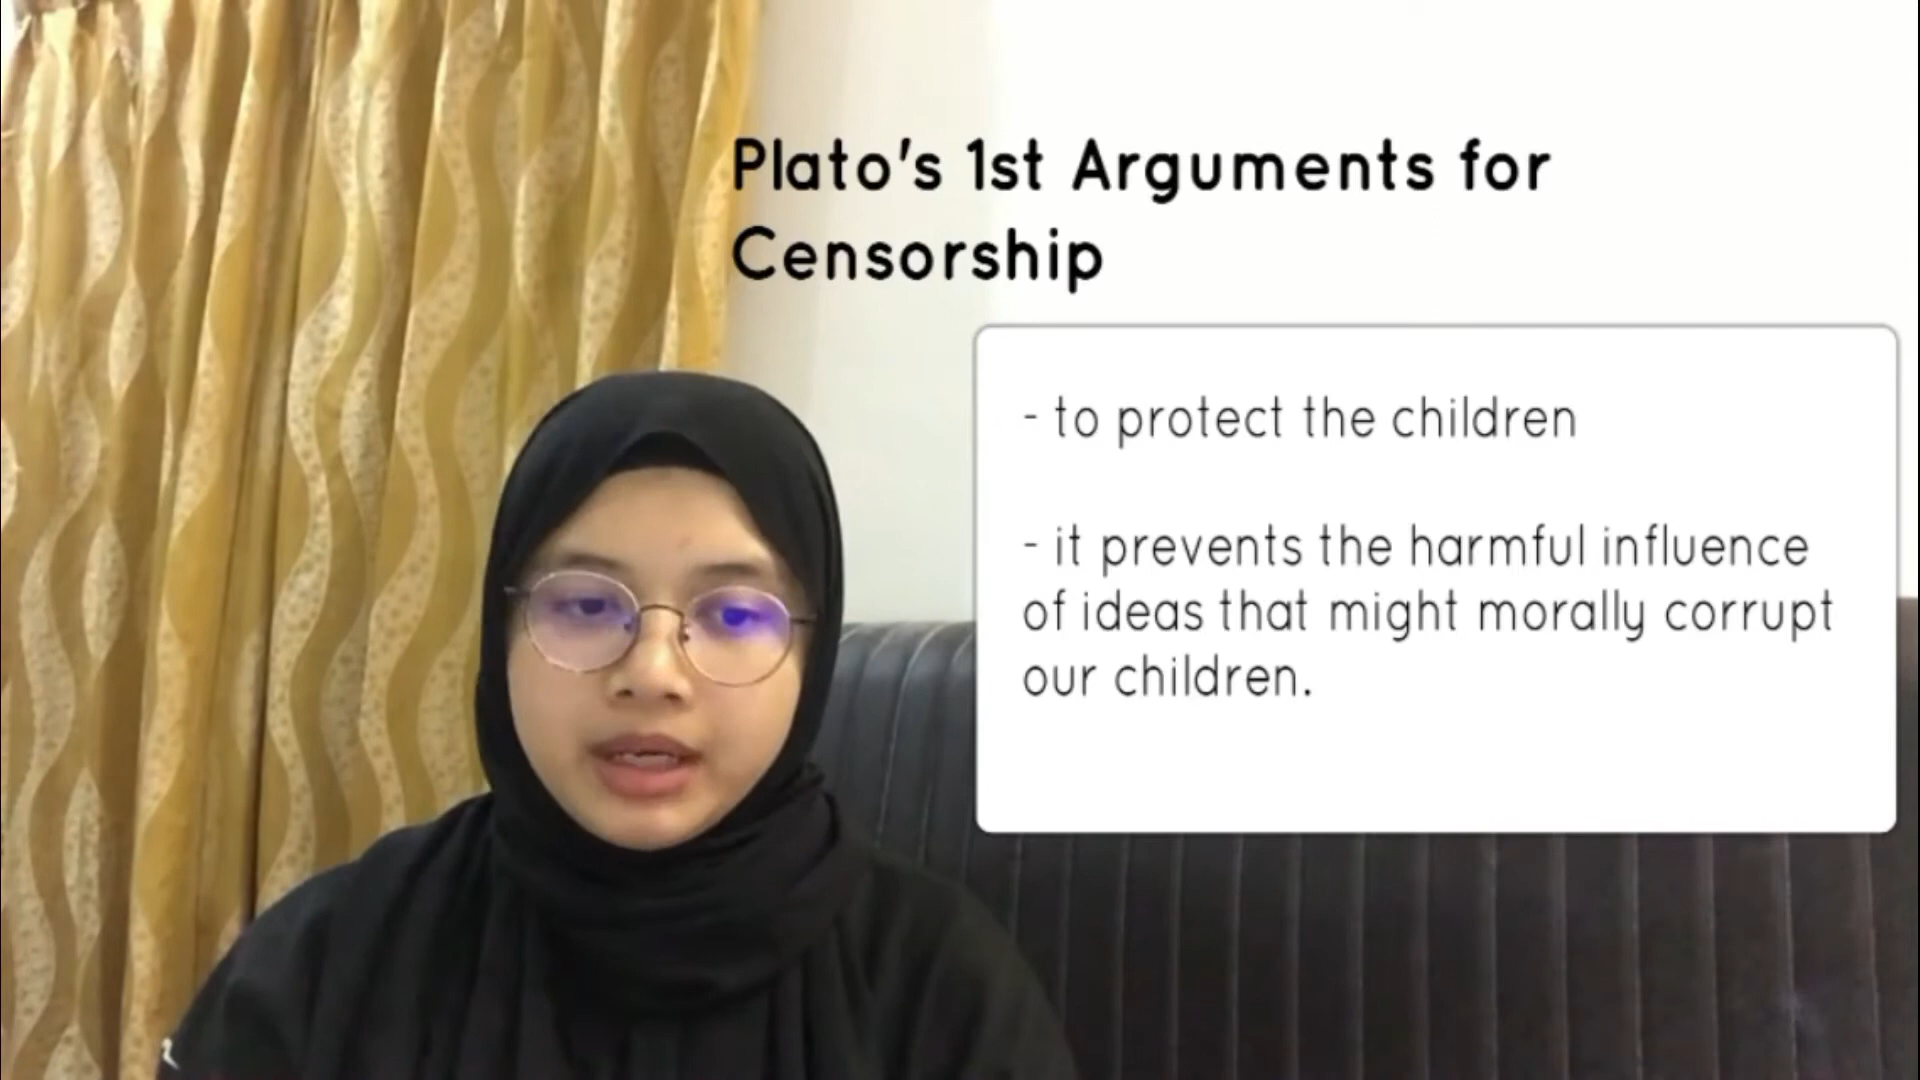 Plato's 1st Arguments for
Censorship
- to protect the children
- it prevents the harmful influence
of ideas that might morally corrupt
our children.